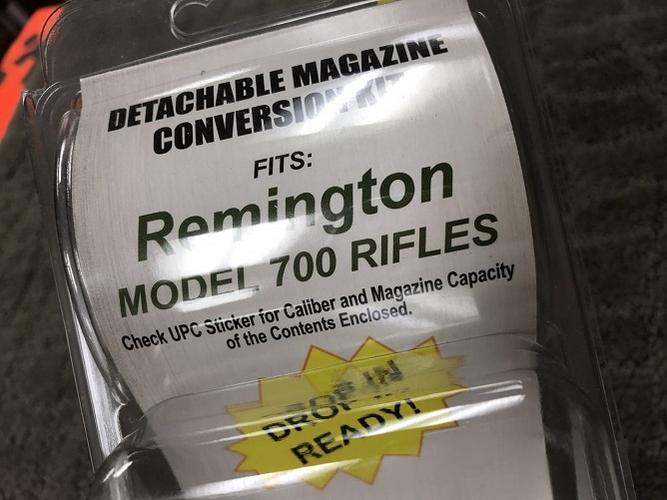 DETACHABLE MAGAZINE
CONVERSION KIT
FITS:
Remington
MODEL 700 RIFLES
Check UPC Sticker for Caliber and Magazine Capacity
of the Contents Enclosed.
DROP IN
READY!